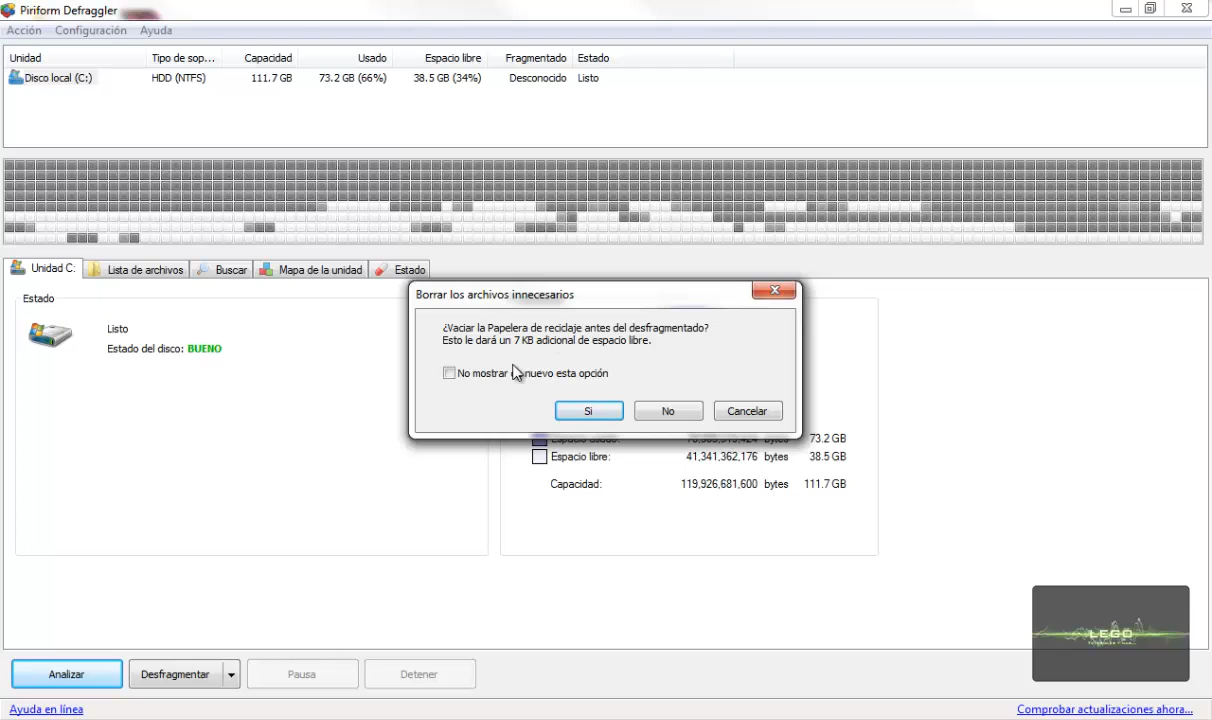 Piriform Defraggler
Acción Configuración Ayuda
Unidad Tipo de sop... Capacidad Usado Espacio libre Fragmentado Estado
Disco local (C:) HDD (NTFS) 111.7 GB 73.2 GB (66%) 38.5 GB (34%) Desconocido Listo
Unidad C: Lista de archivos Buscar Mapa de la unidad Estado
Estado
Listo
Estado del disco: BUENO
Borrar los archivos innecesarios
¿Vaciar la Papelera de reciclaje antes del desfragmentado?
Esto le dará un 7 KB adicional de espacio libre.
No mostrar nuevo esta opción
Si No Cancelar
Espacio usado: bytes 73.2 GB
Espacio libre: 41,341,362,176 bytes 38.5 GB
Capacidad: 119,926,681,600 bytes 111.7 GB
LEGO
Analizar Desfragmentar Pausa Detener
Ayuda en línea Comprobar actualizaciones ahora...